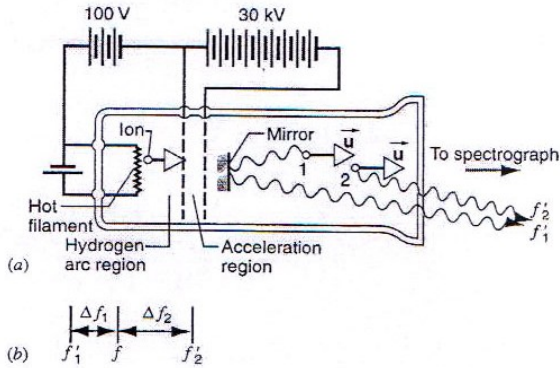 100 V
30 kV
Ion
Mirror
u
u
1
2
To spectrograph
Hot
filament
Hydrogen
arc region
Acceleration
region
f′2
f′1
(a)
Δf1
Δf2
(b)
f′1
f
f′2